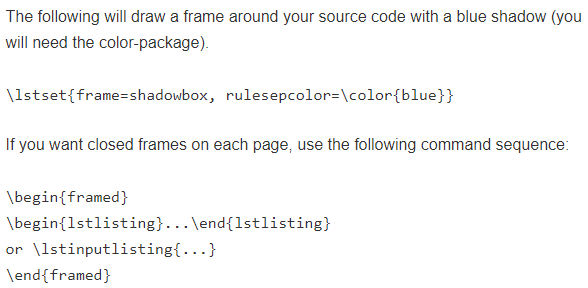 The following will draw a frame around your source code with a blue shadow (you
will need the color-package).
\lstset{frame=shadowbox, rulesepcolor=\color{blue}}
If you want closed frames on each page, use the following command sequence:
\begin{framed}
\begin{lstlisting}...\end{lstlisting}
or \lstinputlisting{...}
\end{framed}